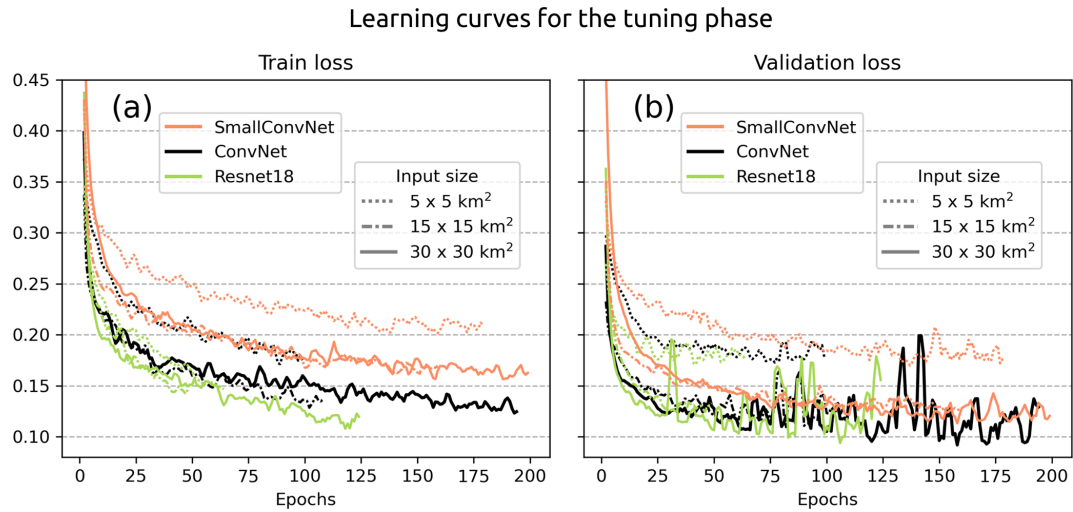 Learning curves for the tuning phase
Train loss
0.45
0.40
0.35
0.30
0.25
0.20
0.15
0.10
(a)
SmallConvNet
ConvNet
Resnet18
Input size
5 x 5 km²
15 x 15 km²
30 x 30 km²
0 25 50 75 100 125 150 175 200
Epochs
Validation loss
(b)
SmallConvNet
ConvNet
Resnet18
Input size
5 x 5 km²
15 x 15 km²
30 x 30 km²
0 25 50 75 100 125 150 175 200
Epochs